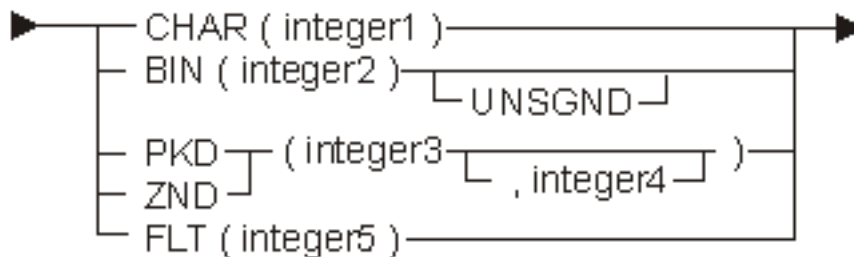 CHAR ( integer1 )
BIN ( integer2 )
UNSGND
PKD ( integer3 )
, integer4
ZND
FLT ( integer5 )